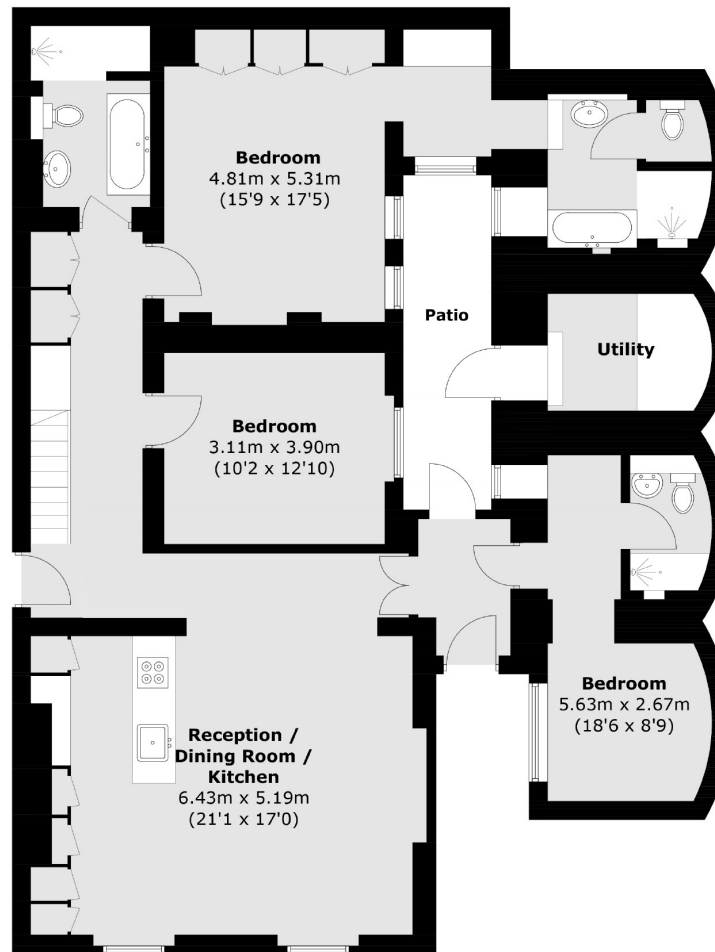 Bedroom
4.81m x 5.31m
(15'9 x 17'5)
Patio
Utility
Bedroom
3.11m x 3.90m
(10'2 x 12'10)
Bedroom
5.63m x 2.67m
(18'6 x 8'9)
Reception /
Dining Room /
Kitchen
6.43m x 5.19m
(21'1 x 17'0)